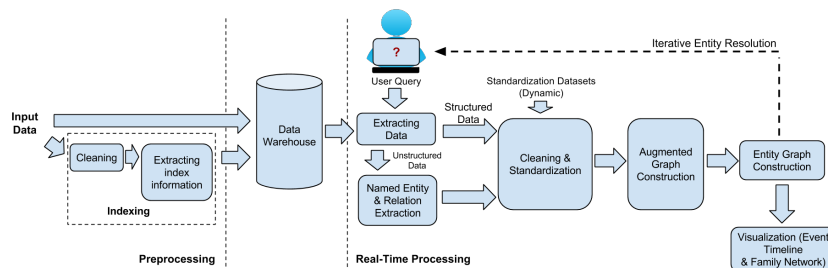 ?
Iterative Entity Resolution
User Query
Standardization Datasets
(Dynamic)
Input
Data
Structured
Data
Data
Warehouse
Extracting
Data
Cleaning
Extracting
index
information
Indexing
Unstructured
Data
Named Entity
& Relation
Extraction
Cleaning &
Standardization
Augmented
Graph
Construction
Entity Graph
Construction
Visualization (Event
Timeline
& Family Network)
Preprocessing
Real-Time Processing